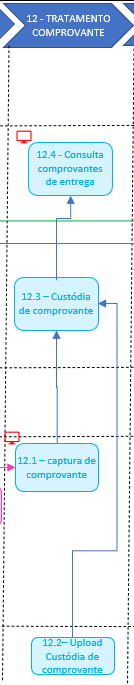 12 - TRATAMENTO
COMPROVANTE
12.4 - Consulta
comprovantes
de entrega
12.3 – Custódia
de comprovante
12.1 – captura de
comprovante
12.2– Upload
Custódia de
comprovante